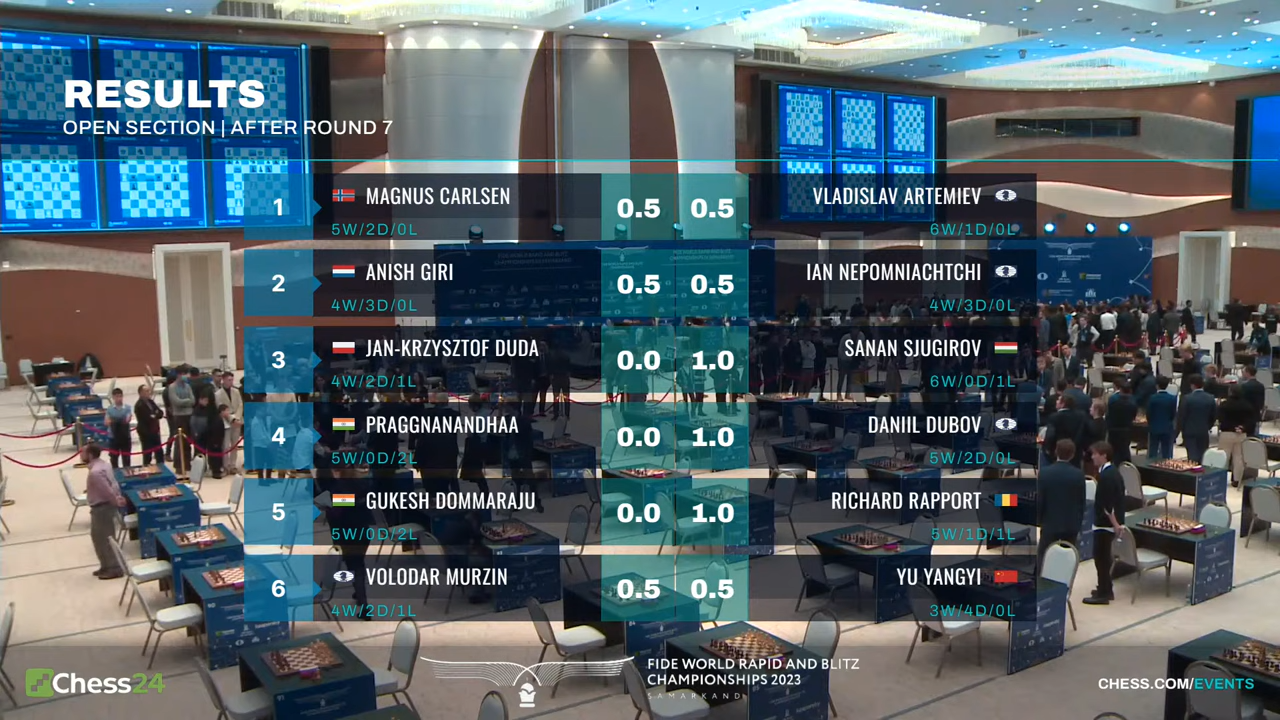 RESULTS
OPEN SECTION | AFTER ROUND 7
1 MAGNUS CARLSEN 0.5 0.5 VLADISLAV ARTEMIEV
5W/2D/0L 6W/1D/0L
2 ANISH GIRI 0.5 0.5 IAN NEPOMNIACHTCHI
4W/3D/0L 4W/3D/0L
3 JAN-KRZYSZTOF DUDA 0.0 1.0 SANAN SJUGIROV
4W/2D/1L 6W/0D/1L
4 PRAGGNANANDHAA 0.0 1.0 DANIIL DUBOV
5W/0D/2L 5W/2D/0L
5 GUKESH DOMMARAJU 0.0 1.0 RICHARD RAPPORT
5W/0D/2L 5W/1D/1L
6 VOLODAR MURZIN 0.5 0.5 YU YANGYI
4W/2D/1L 3W/4D/0L
Chess24
FIDE WORLD RAPID AND BLITZ
CHAMPIONSHIPS 2023
SAMARKAND
CHESS.COM/EVENTS